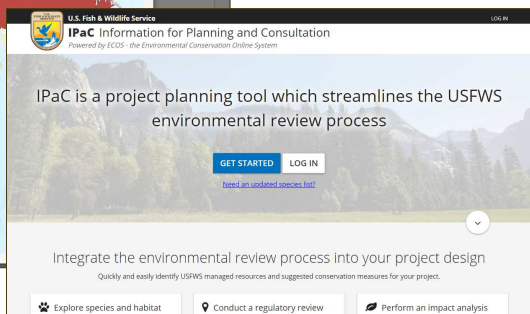 U.S. Fish & Wildlife Service
LOG IN
IPaC Information for Planning and Consultation
Powered by ECOS - the Environmental Conservation Online System
IPaC is a project planning tool which streamlines the USFWS
environmental review process
GET STARTED
LOG IN
Need an updated species list?
Integrate the environmental review process into your project design
Quickly and easily identify USFWS managed resources and suggested conservation measures for your project.
Explore species and habitat
Conduct a regulatory review
Perform an impact analysis